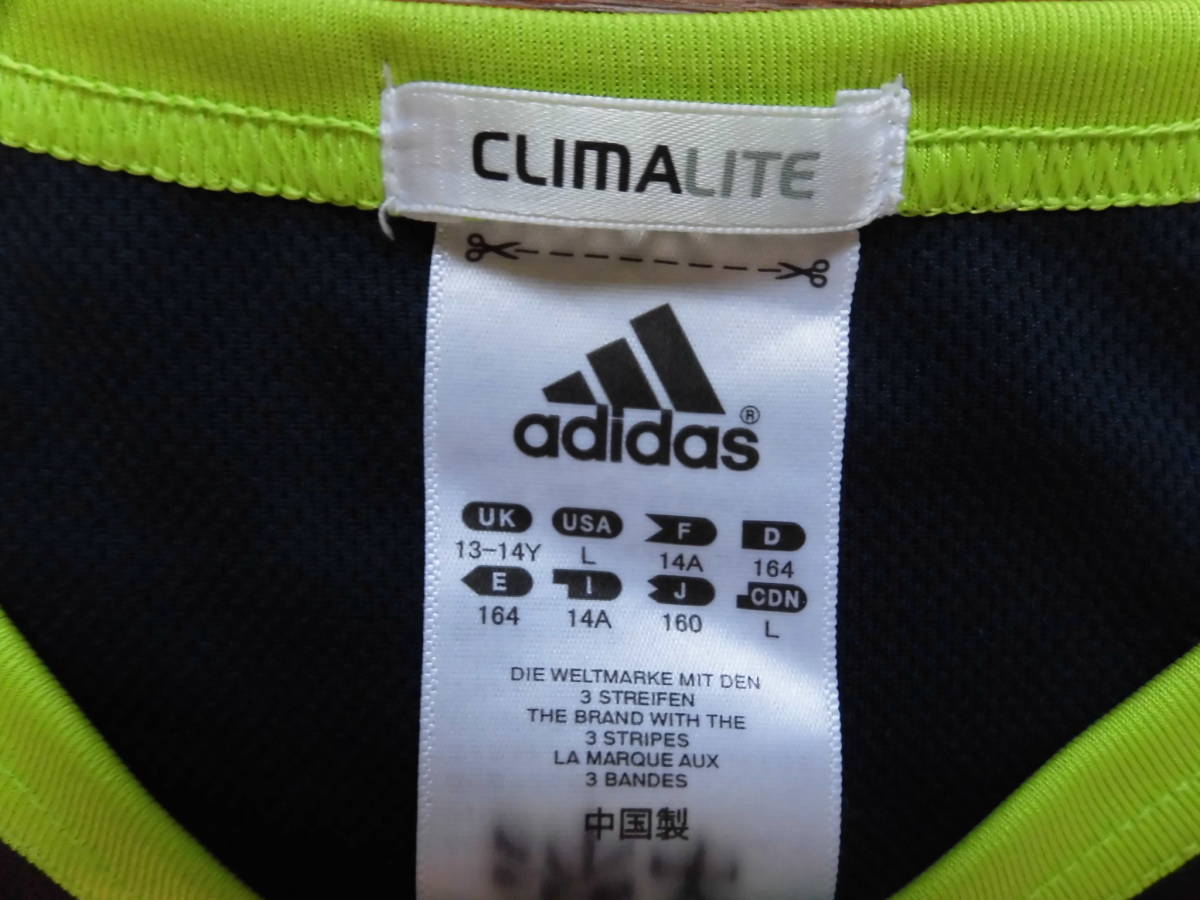 CLIMALITE
adidas®
UK USA F D
13-14Y L 14A 164
E I J CDN
164 14A 160 L
DIE WELTMARKE MIT DEN
3 STREIFEN
THE BRAND WITH THE
3 STRIPES
LA MARQUE AUX
3 BANDES
中国製